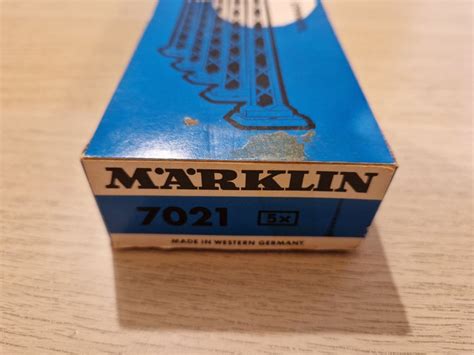 MÄRKLIN
7021 5x
MADE IN WESTERN GERMANY